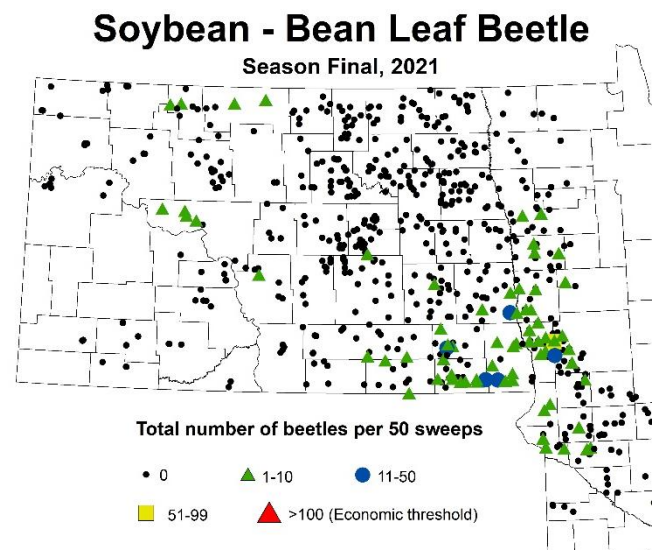 Soybean - Bean Leaf Beetle
Season Final, 2021
Total number of beetles per 50 sweeps
0
1-10
11-50
51-99
>100 (Economic threshold)